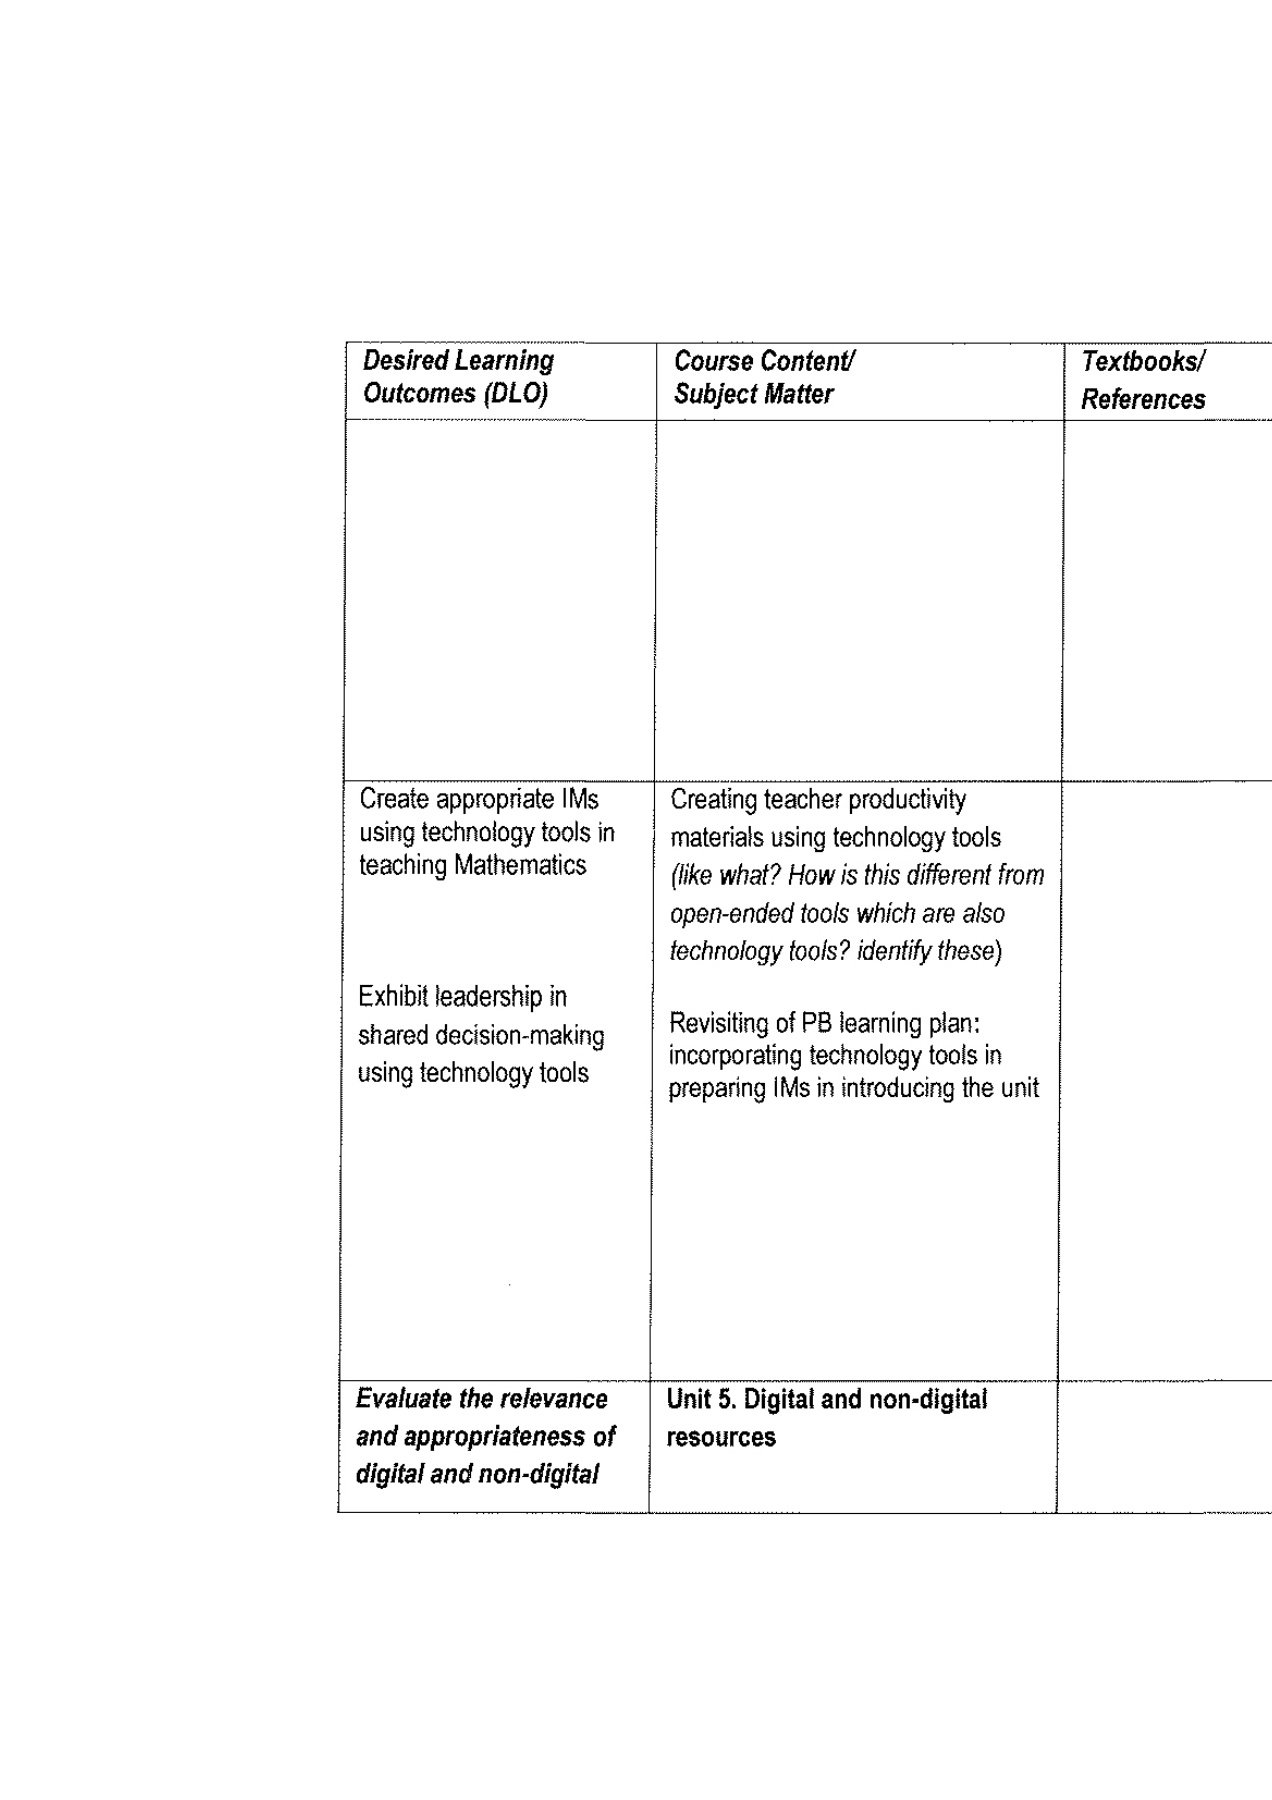 Desired Learning
Outcomes (DLO)
Course Content/
Subject Matter
Textbooks/
References
Create appropriate IMs
using technology tools in
teaching Mathematics
Exhibit leadership in
shared decision-making
using technology tools
Creating teacher productivity
materials using technology tools
(like what? How is this different from
open-ended tools which are also
technology tools? identify these)
Revisiting of PB learning plan:
incorporating technology tools in
preparing IMs in introducing the unit
Evaluate the relevance
and appropriateness of
digital and non-digital
Unit 5. Digital and non-digital
resources